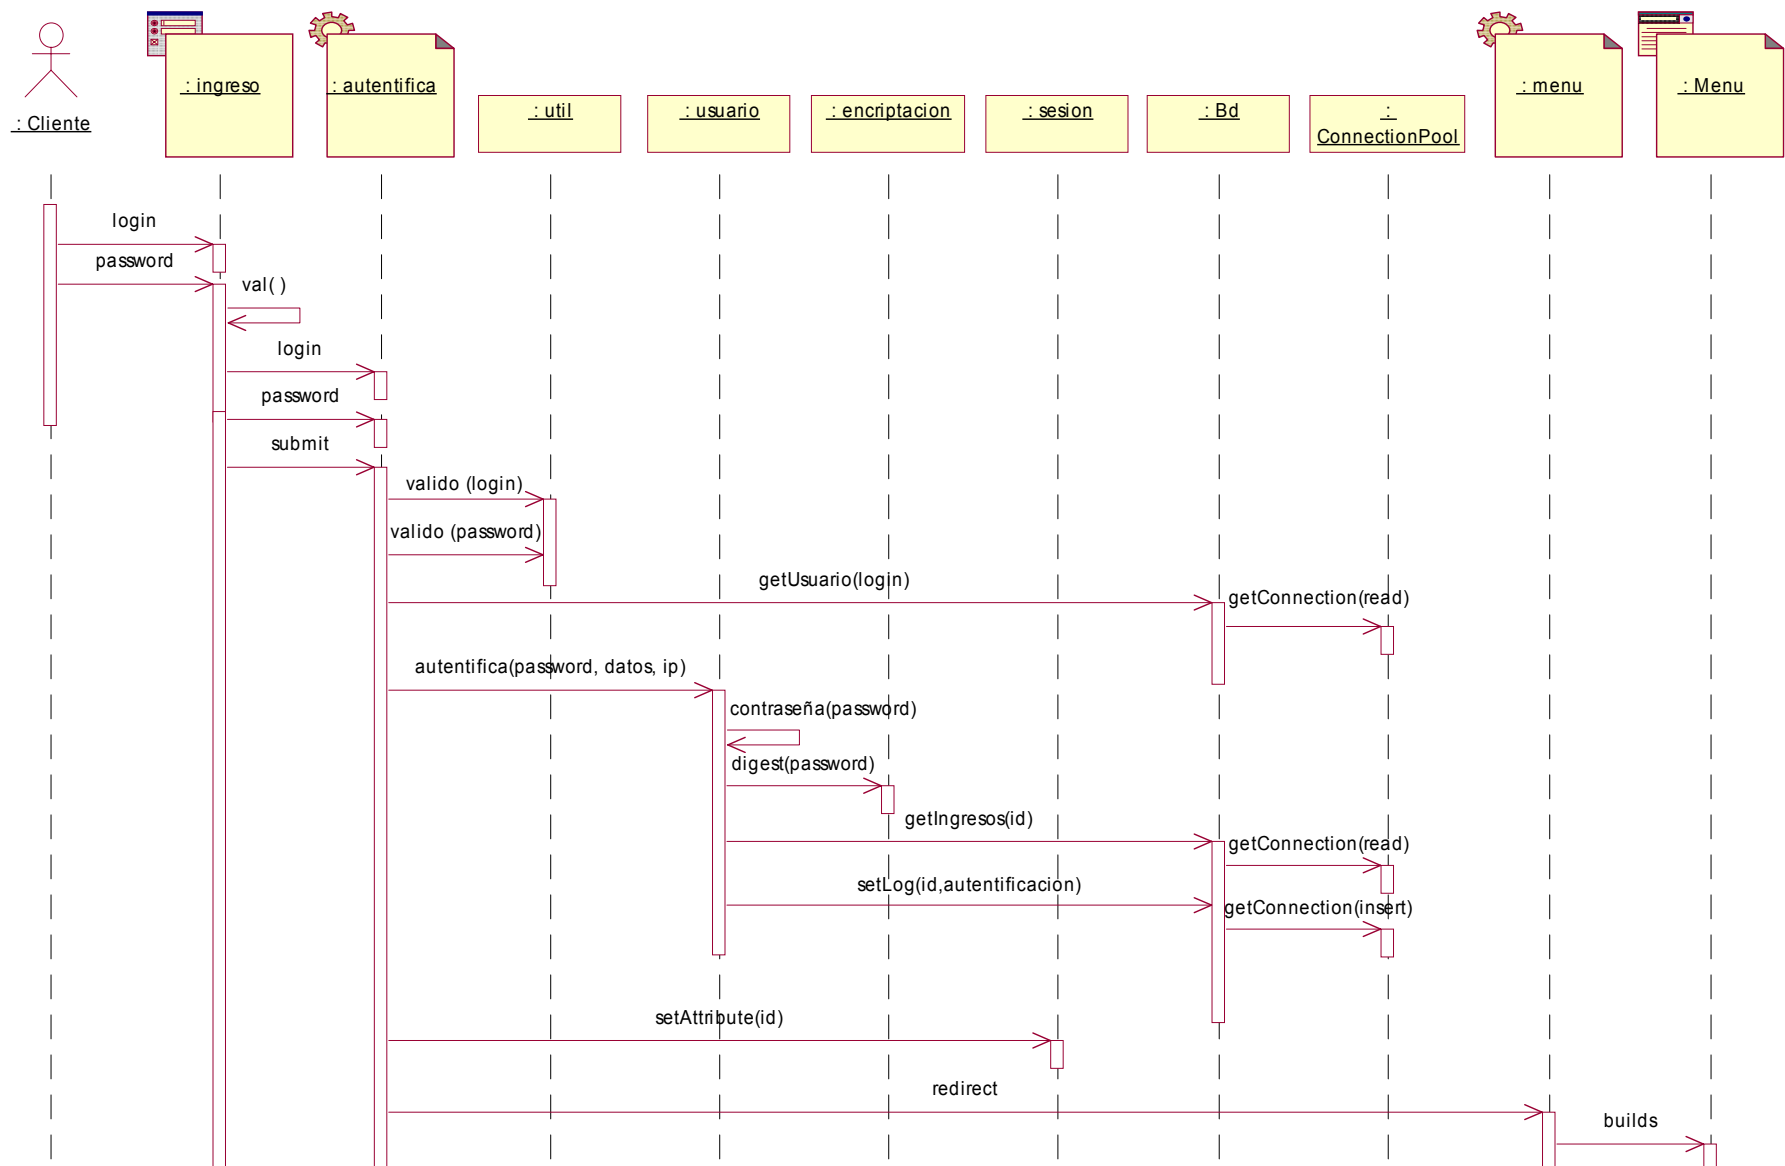 : Cliente
: ingreso
: autentifica
: util
: usuario
: encriptacion
: sesion
: Bd
:
ConnectionPool
: menu
: Menu
login
password
val( )
login
password
submit
valido (login)
valido (password)
getUsuario(login)
getConnection(read)
autentifica(password, datos, ip)
contraseña(password)
digest(password)
getIngresos(id)
getConnection(read)
setLog(id,autentificacion)
getConnection(insert)
setAttribute(id)
redirect
builds